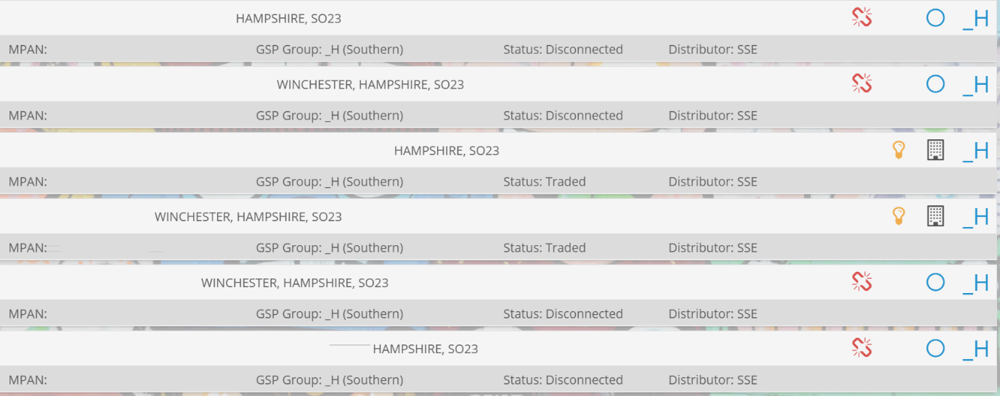 HAMPSHIRE, SO23 _H
MPAN: GSP Group: _H (Southern) Status: Disconnected Distributor: SSE
WINCHESTER, HAMPSHIRE, SO23 _H
MPAN: GSP Group: _H (Southern) Status: Disconnected Distributor: SSE
HAMPSHIRE, SO23 _H
MPAN: GSP Group: _H (Southern) Status: Traded Distributor: SSE
WINCHESTER, HAMPSHIRE, SO23 _H
MPAN: GSP Group: _H (Southern) Status: Traded Distributor: SSE
WINCHESTER, HAMPSHIRE, SO23 _H
MPAN: GSP Group: _H (Southern) Status: Disconnected Distributor: SSE
HAMPSHIRE, SO23 _H
MPAN: GSP Group: _H (Southern) Status: Disconnected Distributor: SSE